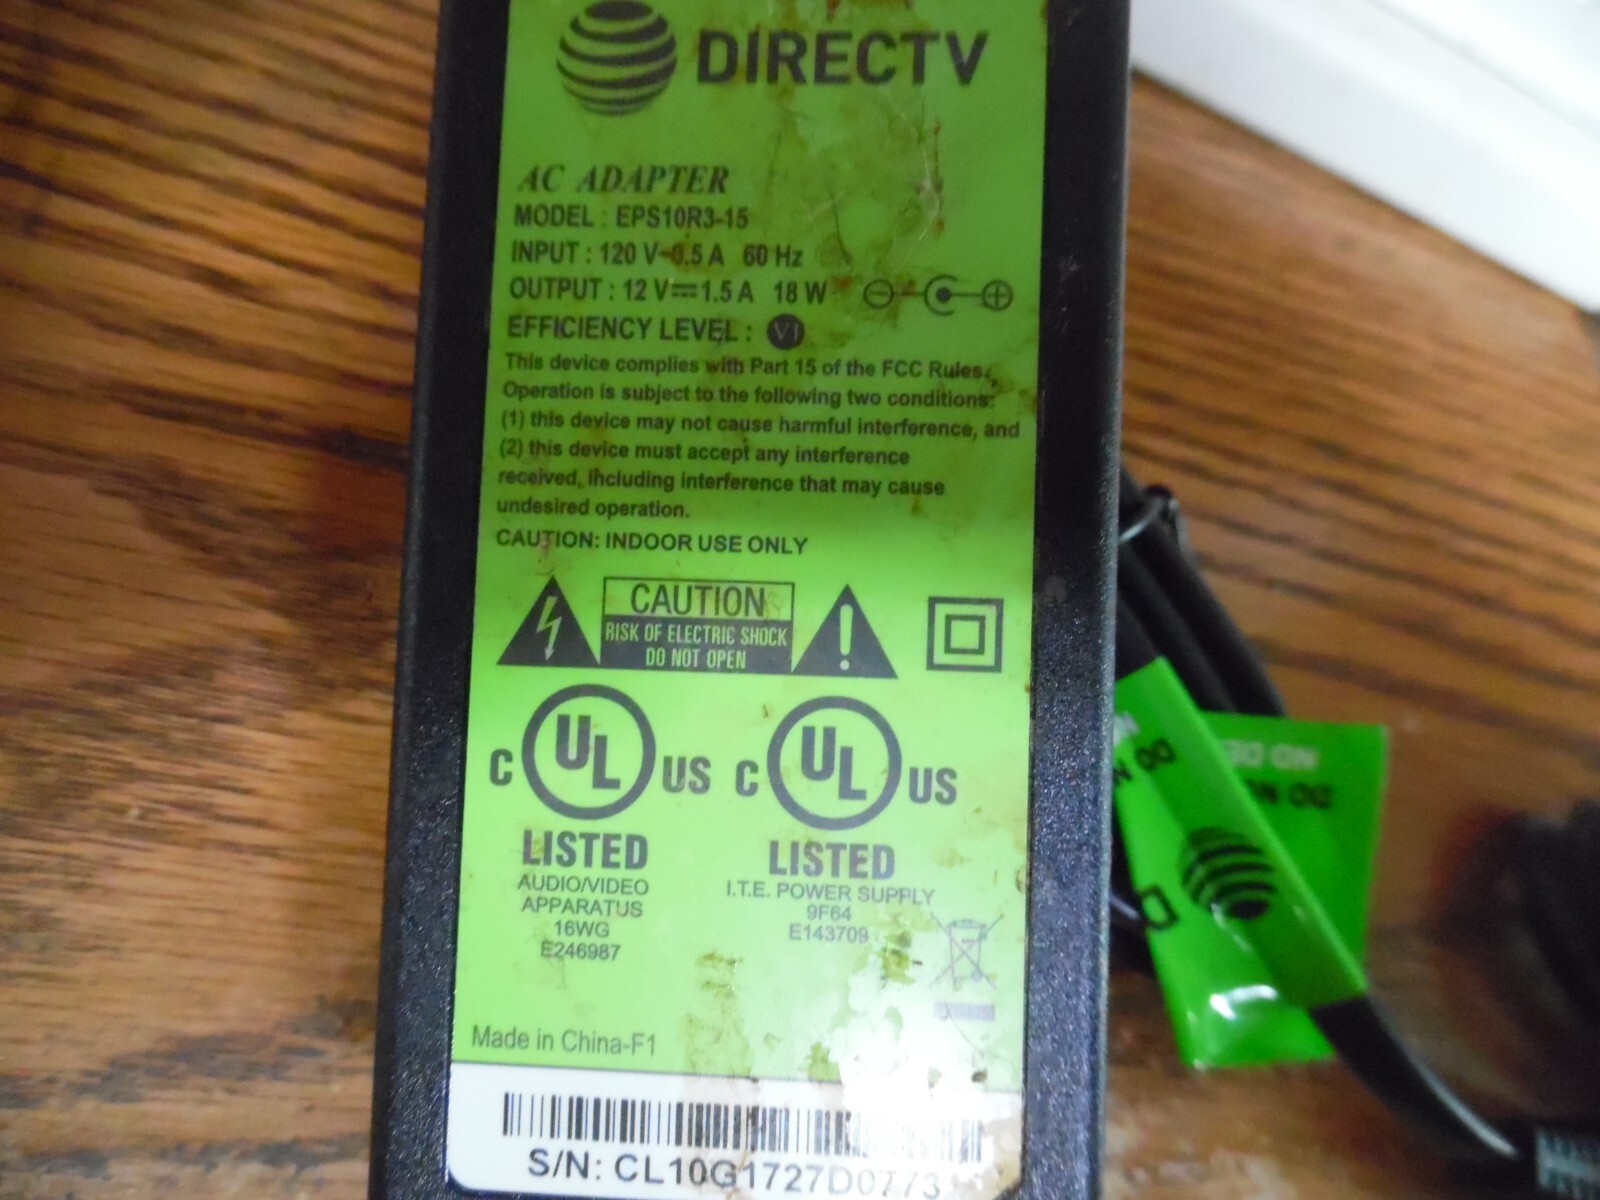 DIRECTV
AC ADAPTER
MODEL : EPS10R3-15
INPUT : 120 V~0.5 A 60 Hz
OUTPUT : 12 V⎓1.5 A 18 W
EFFICIENCY LEVEL : VI
This device complies with Part 15 of the FCC Rules.
Operation is subject to the following two conditions:
(1) this device may not cause harmful interference, and
(2) this device must accept any interference
received, including interference that may cause
undesired operation.
CAUTION: INDOOR USE ONLY
CAUTION
RISK OF ELECTRIC SHOCK
DO NOT OPEN
C UL US
LISTED
AUDIO/VIDEO
APPARATUS
16WG
E246987
C UL US
LISTED
I.T.E. POWER SUPPLY
9F64
E143709
Made in China-F1
S/N: CL10G1727D0773
DO
DO